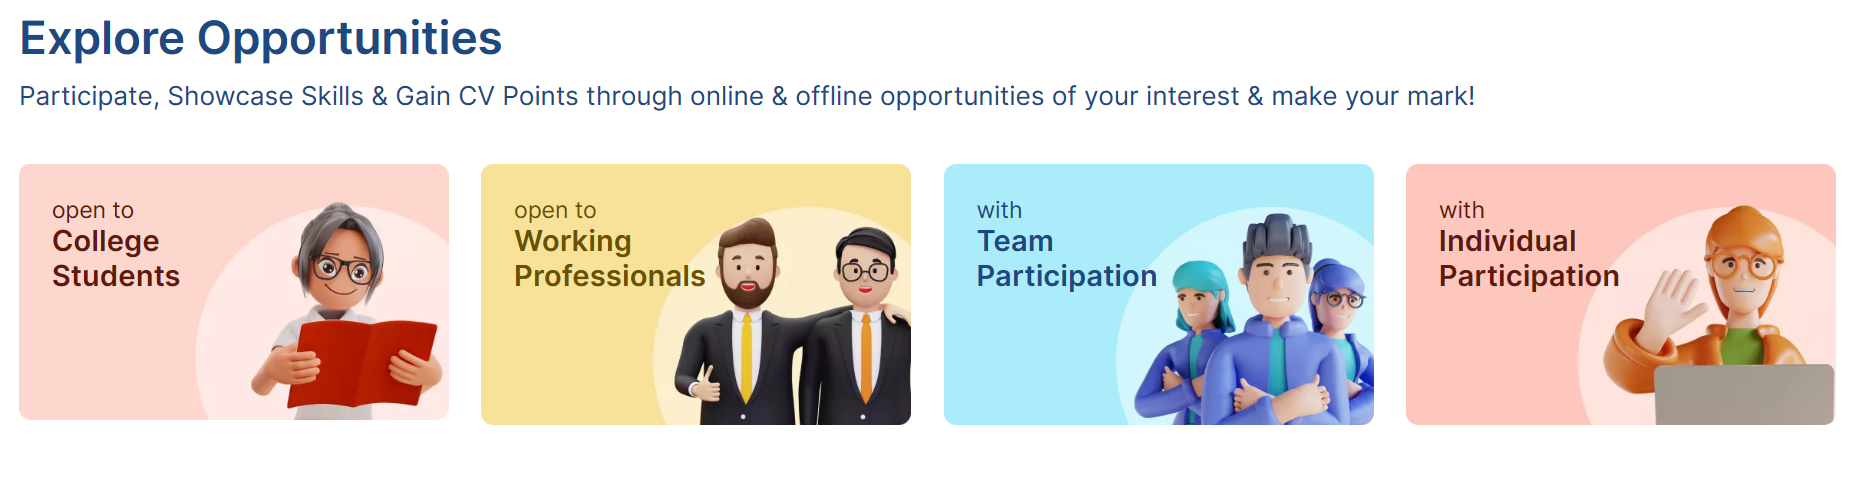 Explore Opportunities
Participate, Showcase Skills & Gain CV Points through online & offline opportunities of your interest & make your mark!
open to
College
Students
open to
Working
Professionals
with
Team
Participation
with
Individual
Participation